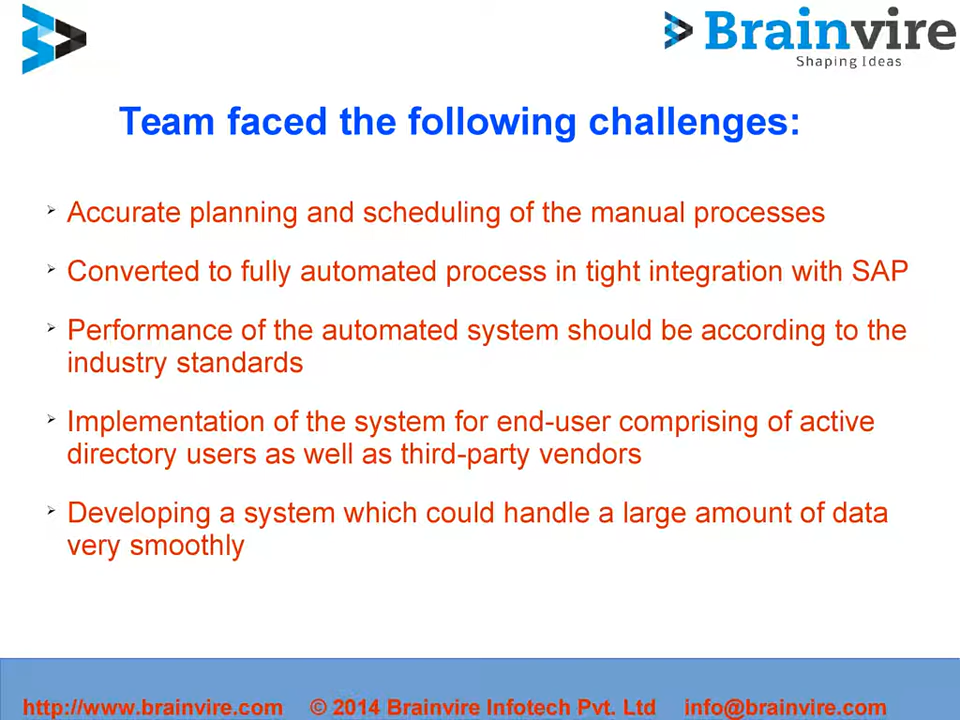 Brainvire
Shaping Ideas
Team faced the following challenges:
➢ Accurate planning and scheduling of the manual processes
➢ Converted to fully automated process in tight integration with SAP
➢ Performance of the automated system should be according to the
industry standards
➢ Implementation of the system for end-user comprising of active
directory users as well as third-party vendors
➢ Developing a system which could handle a large amount of data
very smoothly
http://www.brainvire.com © 2014 Brainvire Infotech Pvt. Ltd info@brainvire.com